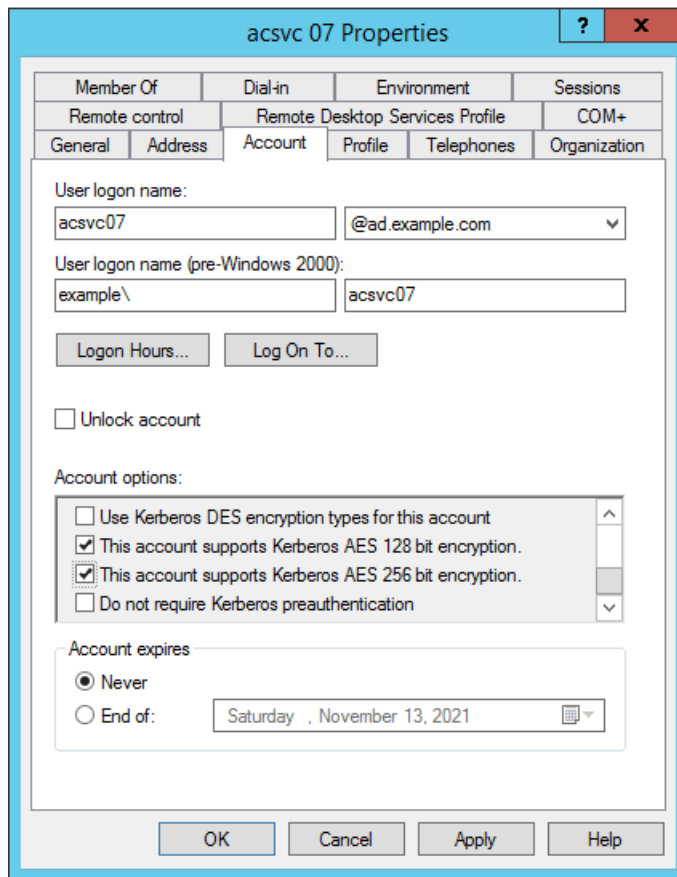 acsvc 07 Properties
? x
Member Of Dial-in Environment Sessions
Remote control Remote Desktop Services Profile COM+
General Address Account Profile Telephones Organization
User logon name:
acsvc07 @ad.example.com
User logon name (pre-Windows 2000):
example\ acsvc07
Logon Hours... Log On To...
Unlock account
Account options:
Use Kerberos DES encryption types for this account
This account supports Kerberos AES 128 bit encryption.
This account supports Kerberos AES 256 bit encryption.
Do not require Kerberos preauthentication
Account expires
Never
End of: Saturday , November 13, 2021
OK Cancel Apply Help